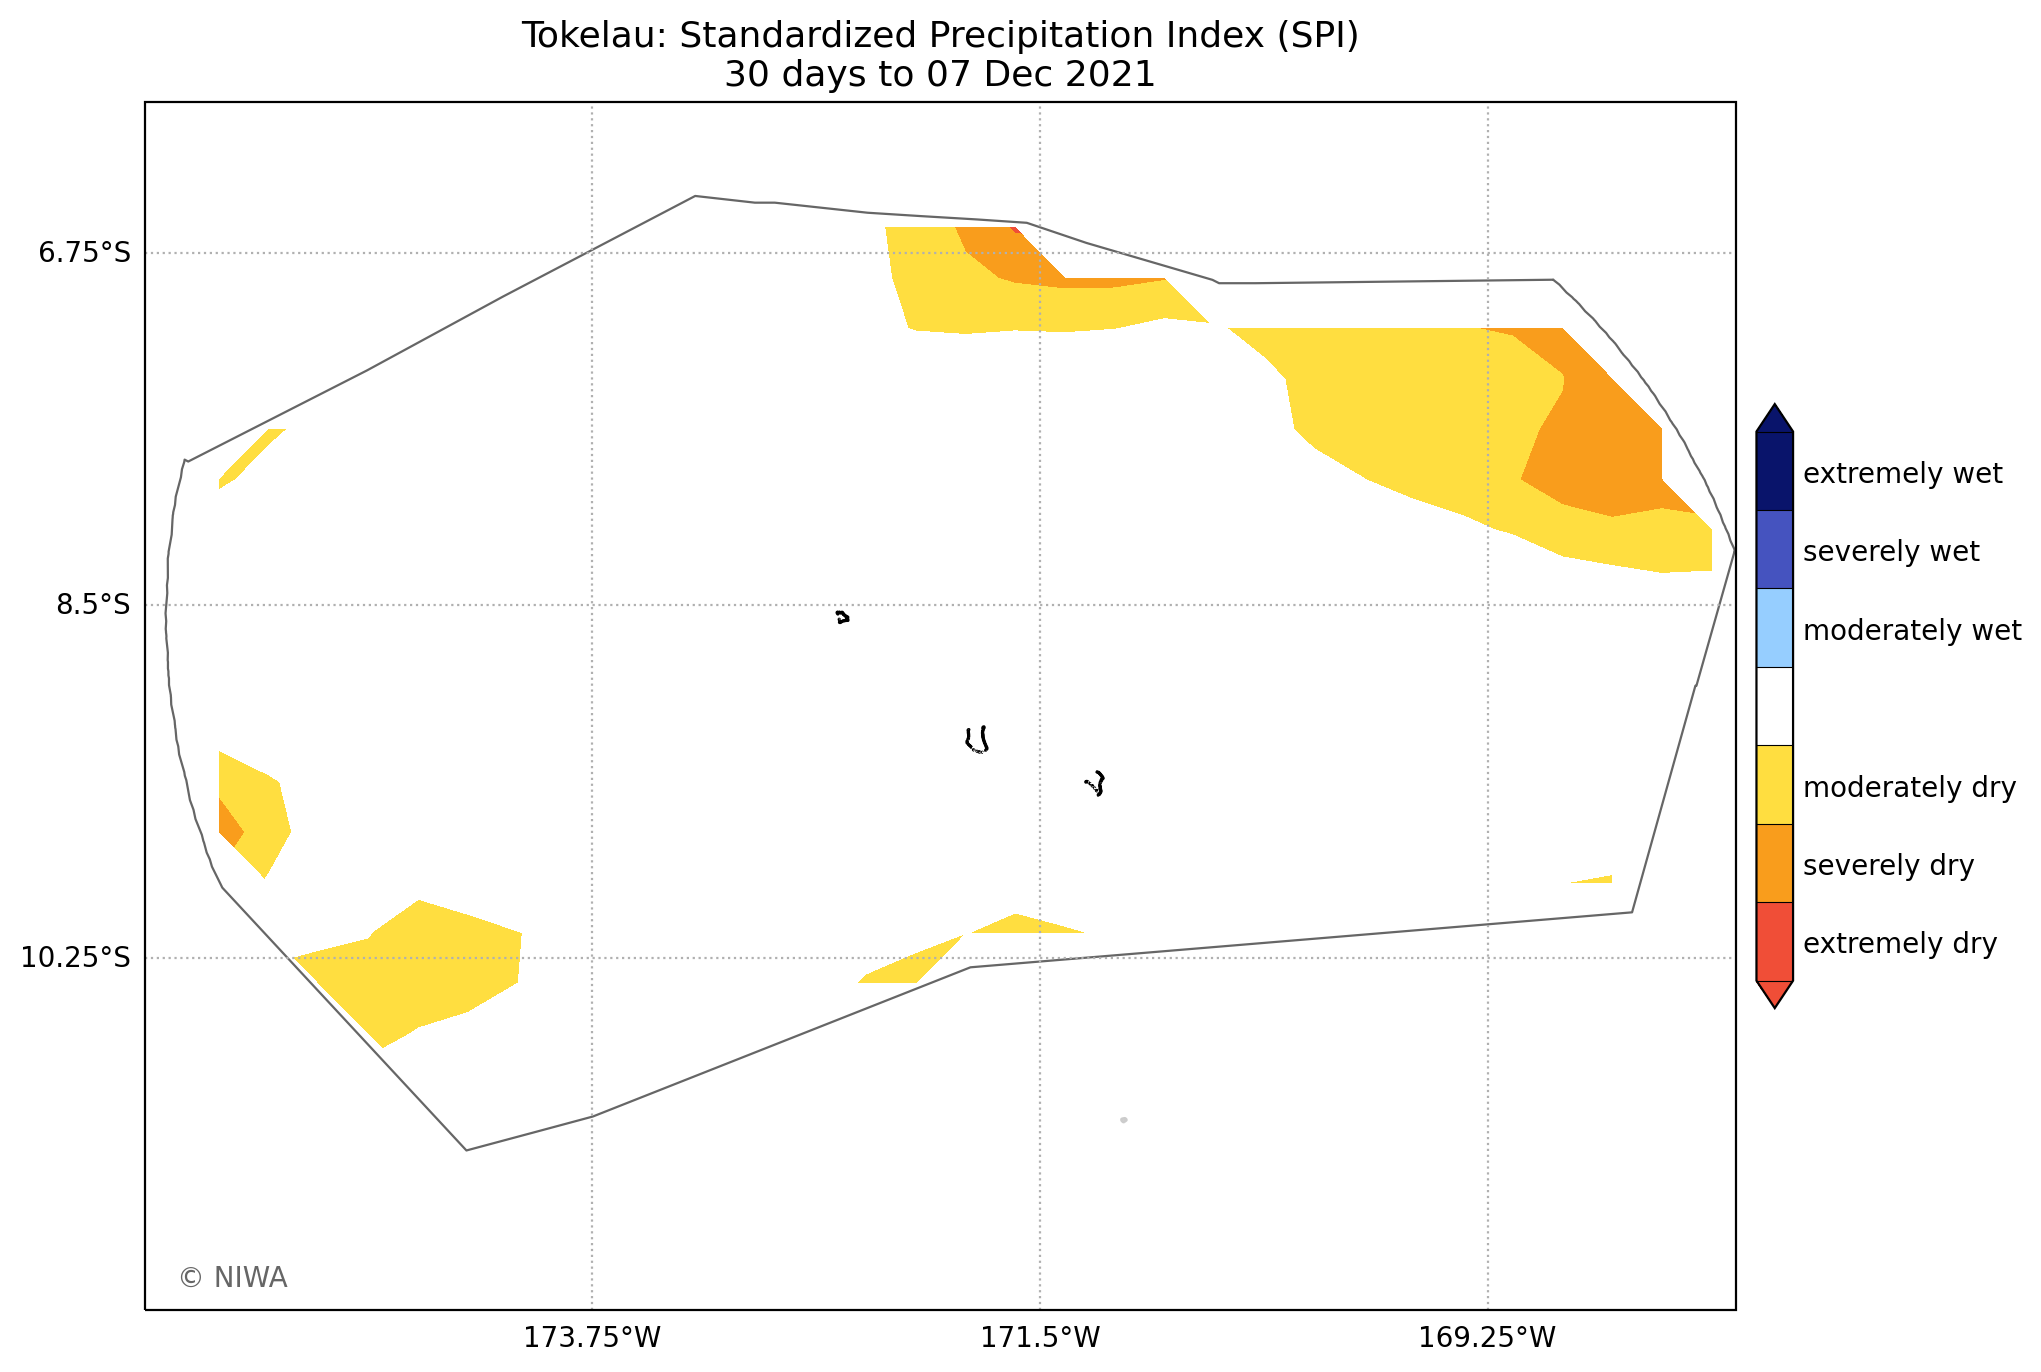 Tokelau: Standardized Precipitation Index (SPI)
30 days to 07 Dec 2021
6.75°S
8.5°S
10.25°S
173.75°W
171.5°W
169.25°W
extremely wet
severely wet
moderately wet
moderately dry
severely dry
extremely dry
© NIWA